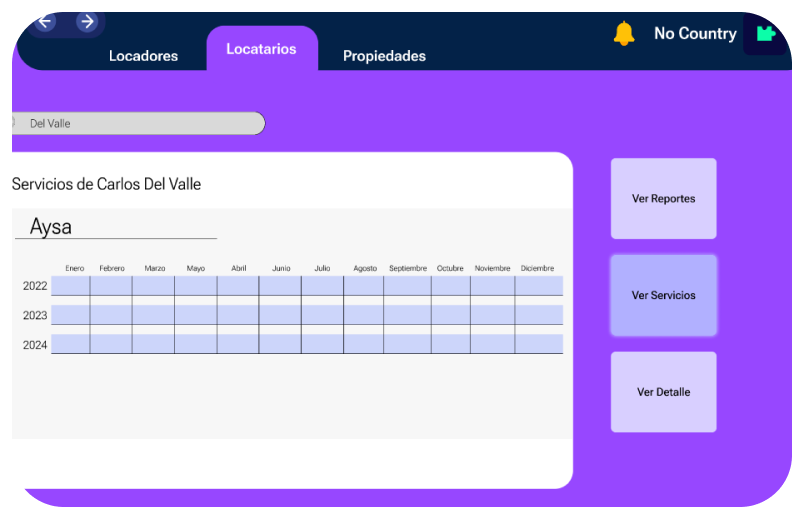 No Country
Locadores Locatarios Propiedades
Del Valle
Servicios de Carlos Del Valle
Aysa
Enero Febrero Marzo Mayo Abril Junio Julio Agosto Septiembre Octubre Noviembre Diciembre
2022
2023
2024
Ver Reportes
Ver Servicios
Ver Detalle